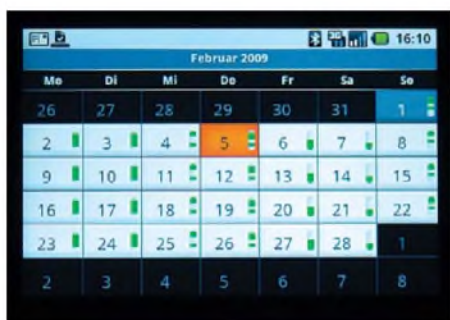 3G 16:10
Februar 2009
Mo Di Mi Do Fr Sa So
26 27 28 29 30 31 1
2 3 4 5 6 7 8
9 10 11 12 13 14 15
16 17 18 19 20 21 22
23 24 25 26 27 28 1
2 3 4 5 6 7 8